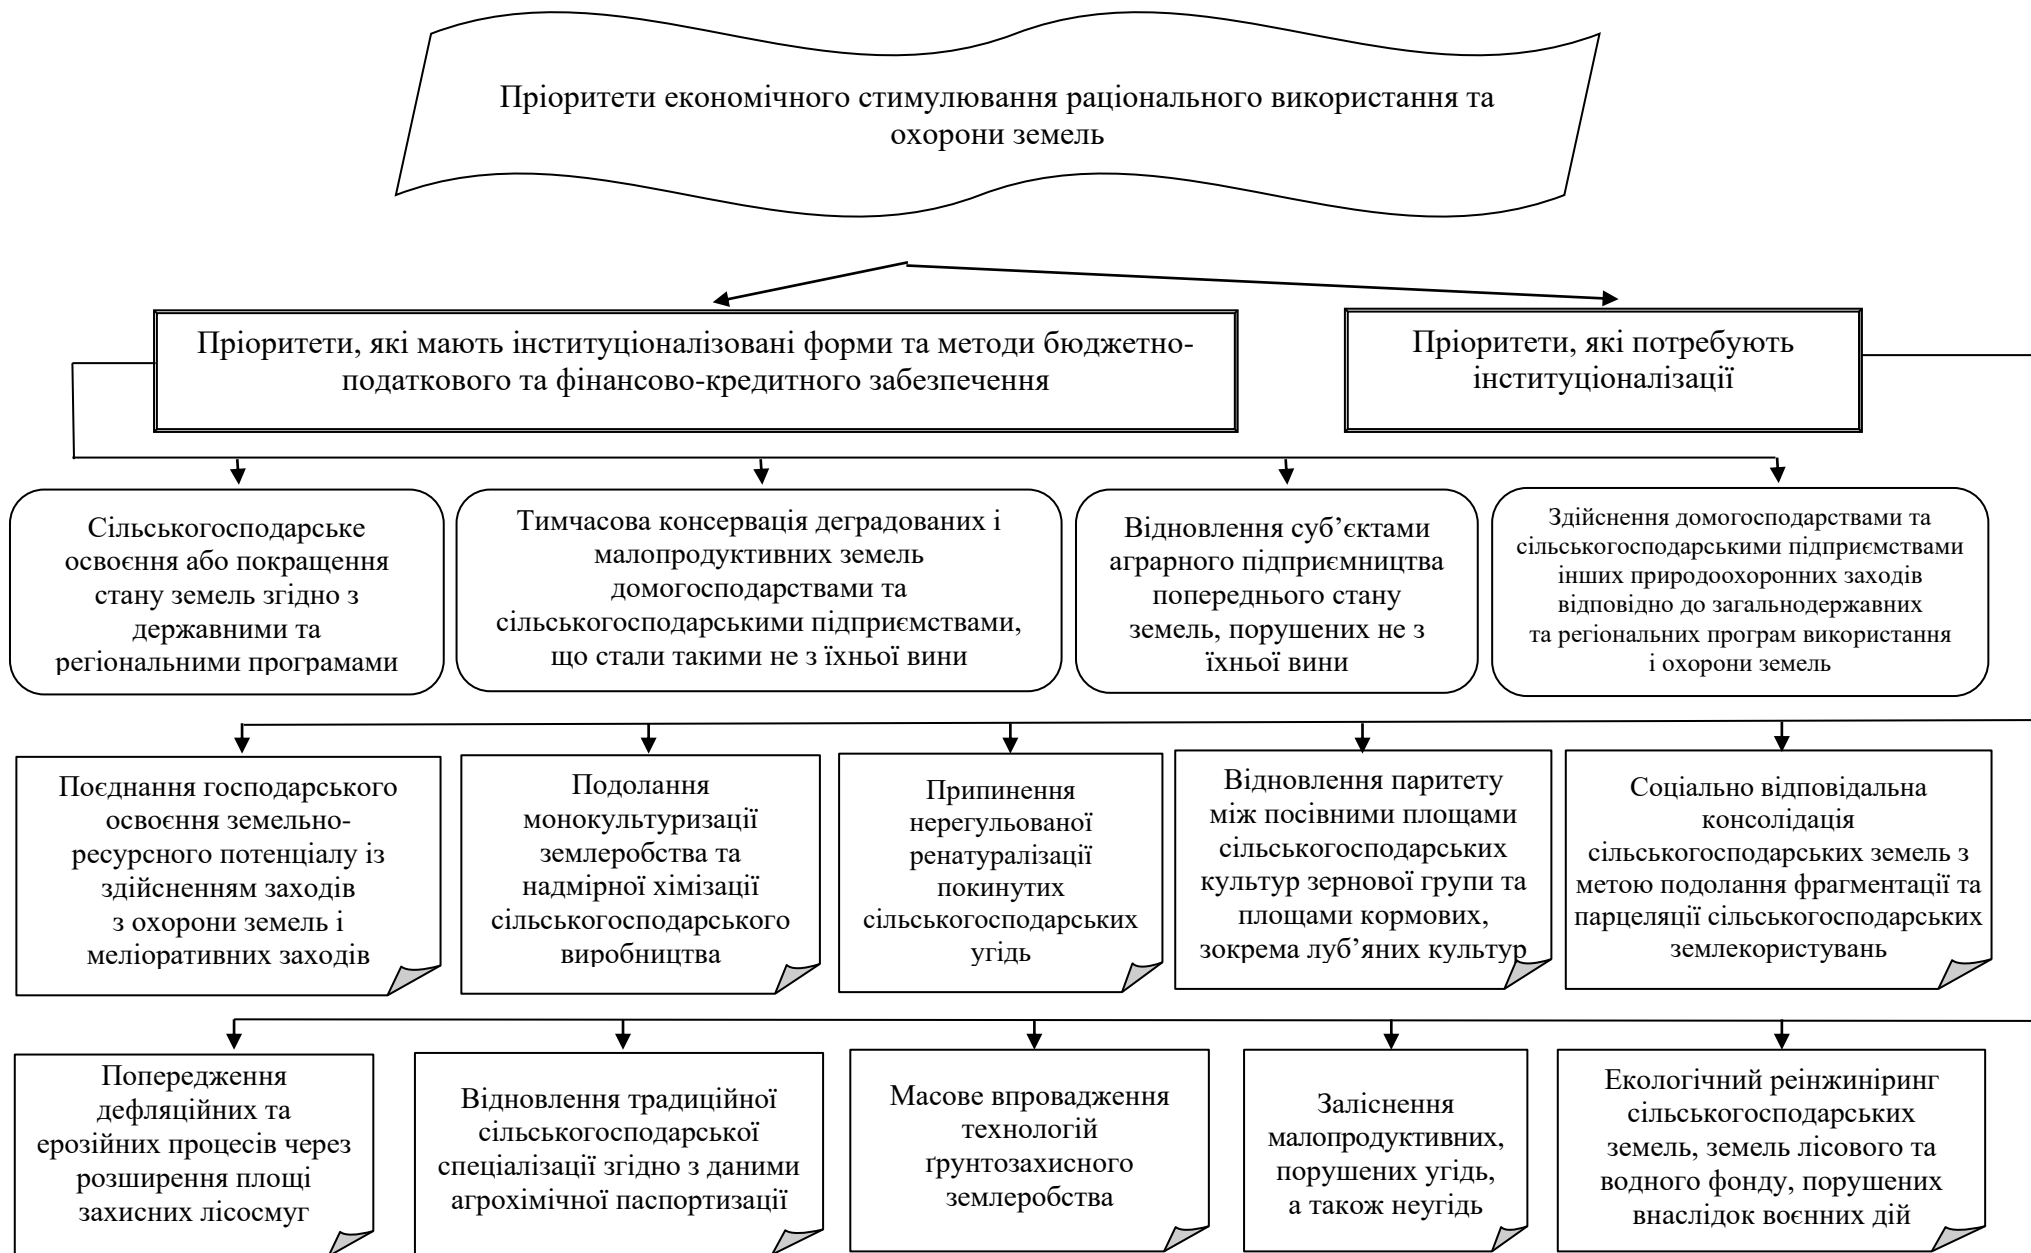 Пріоритети економічного стимулювання раціонального використання та
охорони земель
Пріоритети, які мають інституціоналізовані форми та методи бюджетно-
податкового та фінансово-кредитного забезпечення
Пріоритети, які потребують
інституціоналізації
Сільськогосподарське
освоєння або покращення
стану земель згідно з
державними та
регіональними програмами
Тимчасова консервація деградованих і
малопродуктивних земель
домогосподарствами та
сільськогосподарськими підприємствами,
що стали такими не з їхньої вини
Відновлення суб’єктами
аграрного підприємництва
попереднього стану
земель, порушених не з
їхньої вини
Здійснення домогосподарствами та
сільськогосподарськими підприємствами
інших природоохоронних заходів
відповідно до загальнодержавних
та регіональних програм використання
і охорони земель
Поєднання господарського
освоєння земельно-
ресурсного потенціалу із
здійсненням заходів
з охорони земель і
меліоративних заходів
Подолання
монокультуризації
землеробства та
надмірної хімізації
сільськогосподарського
виробництва
Припинення
нерегульованої
ренатуралізації
покинутих
сільськогосподарських
угідь
Відновлення паритету
між посівними площами
сільськогосподарських
культур зернової групи та
площами кормових,
зокрема луб’яних культур
Соціально відповідальна
консолідація
сільськогосподарських земель з
метою подолання фрагментації та
парцеляції сільськогосподарських
землекористувань
Попередження
дефляційних та
ерозійних процесів через
розширення площі
захисних лісосмуг
Відновлення традиційної
сільськогосподарської
спеціалізації згідно з даними
агрохімічної паспортизації
Масове впровадження
технологій
ґрунтозахисного
землеробства
Заліснення
малопродуктивних,
порушених угідь,
а також неугідь
Екологічний реінжиніринг
сільськогосподарських
земель, земель лісового та
водного фонду, порушених
внаслідок воєнних дій